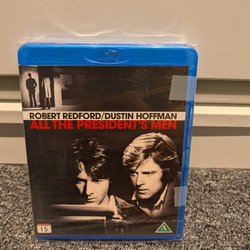 ROBERT REDFORD/DUSTIN HOFFMAN
ALL THE PRESIDENT'S MEN
15